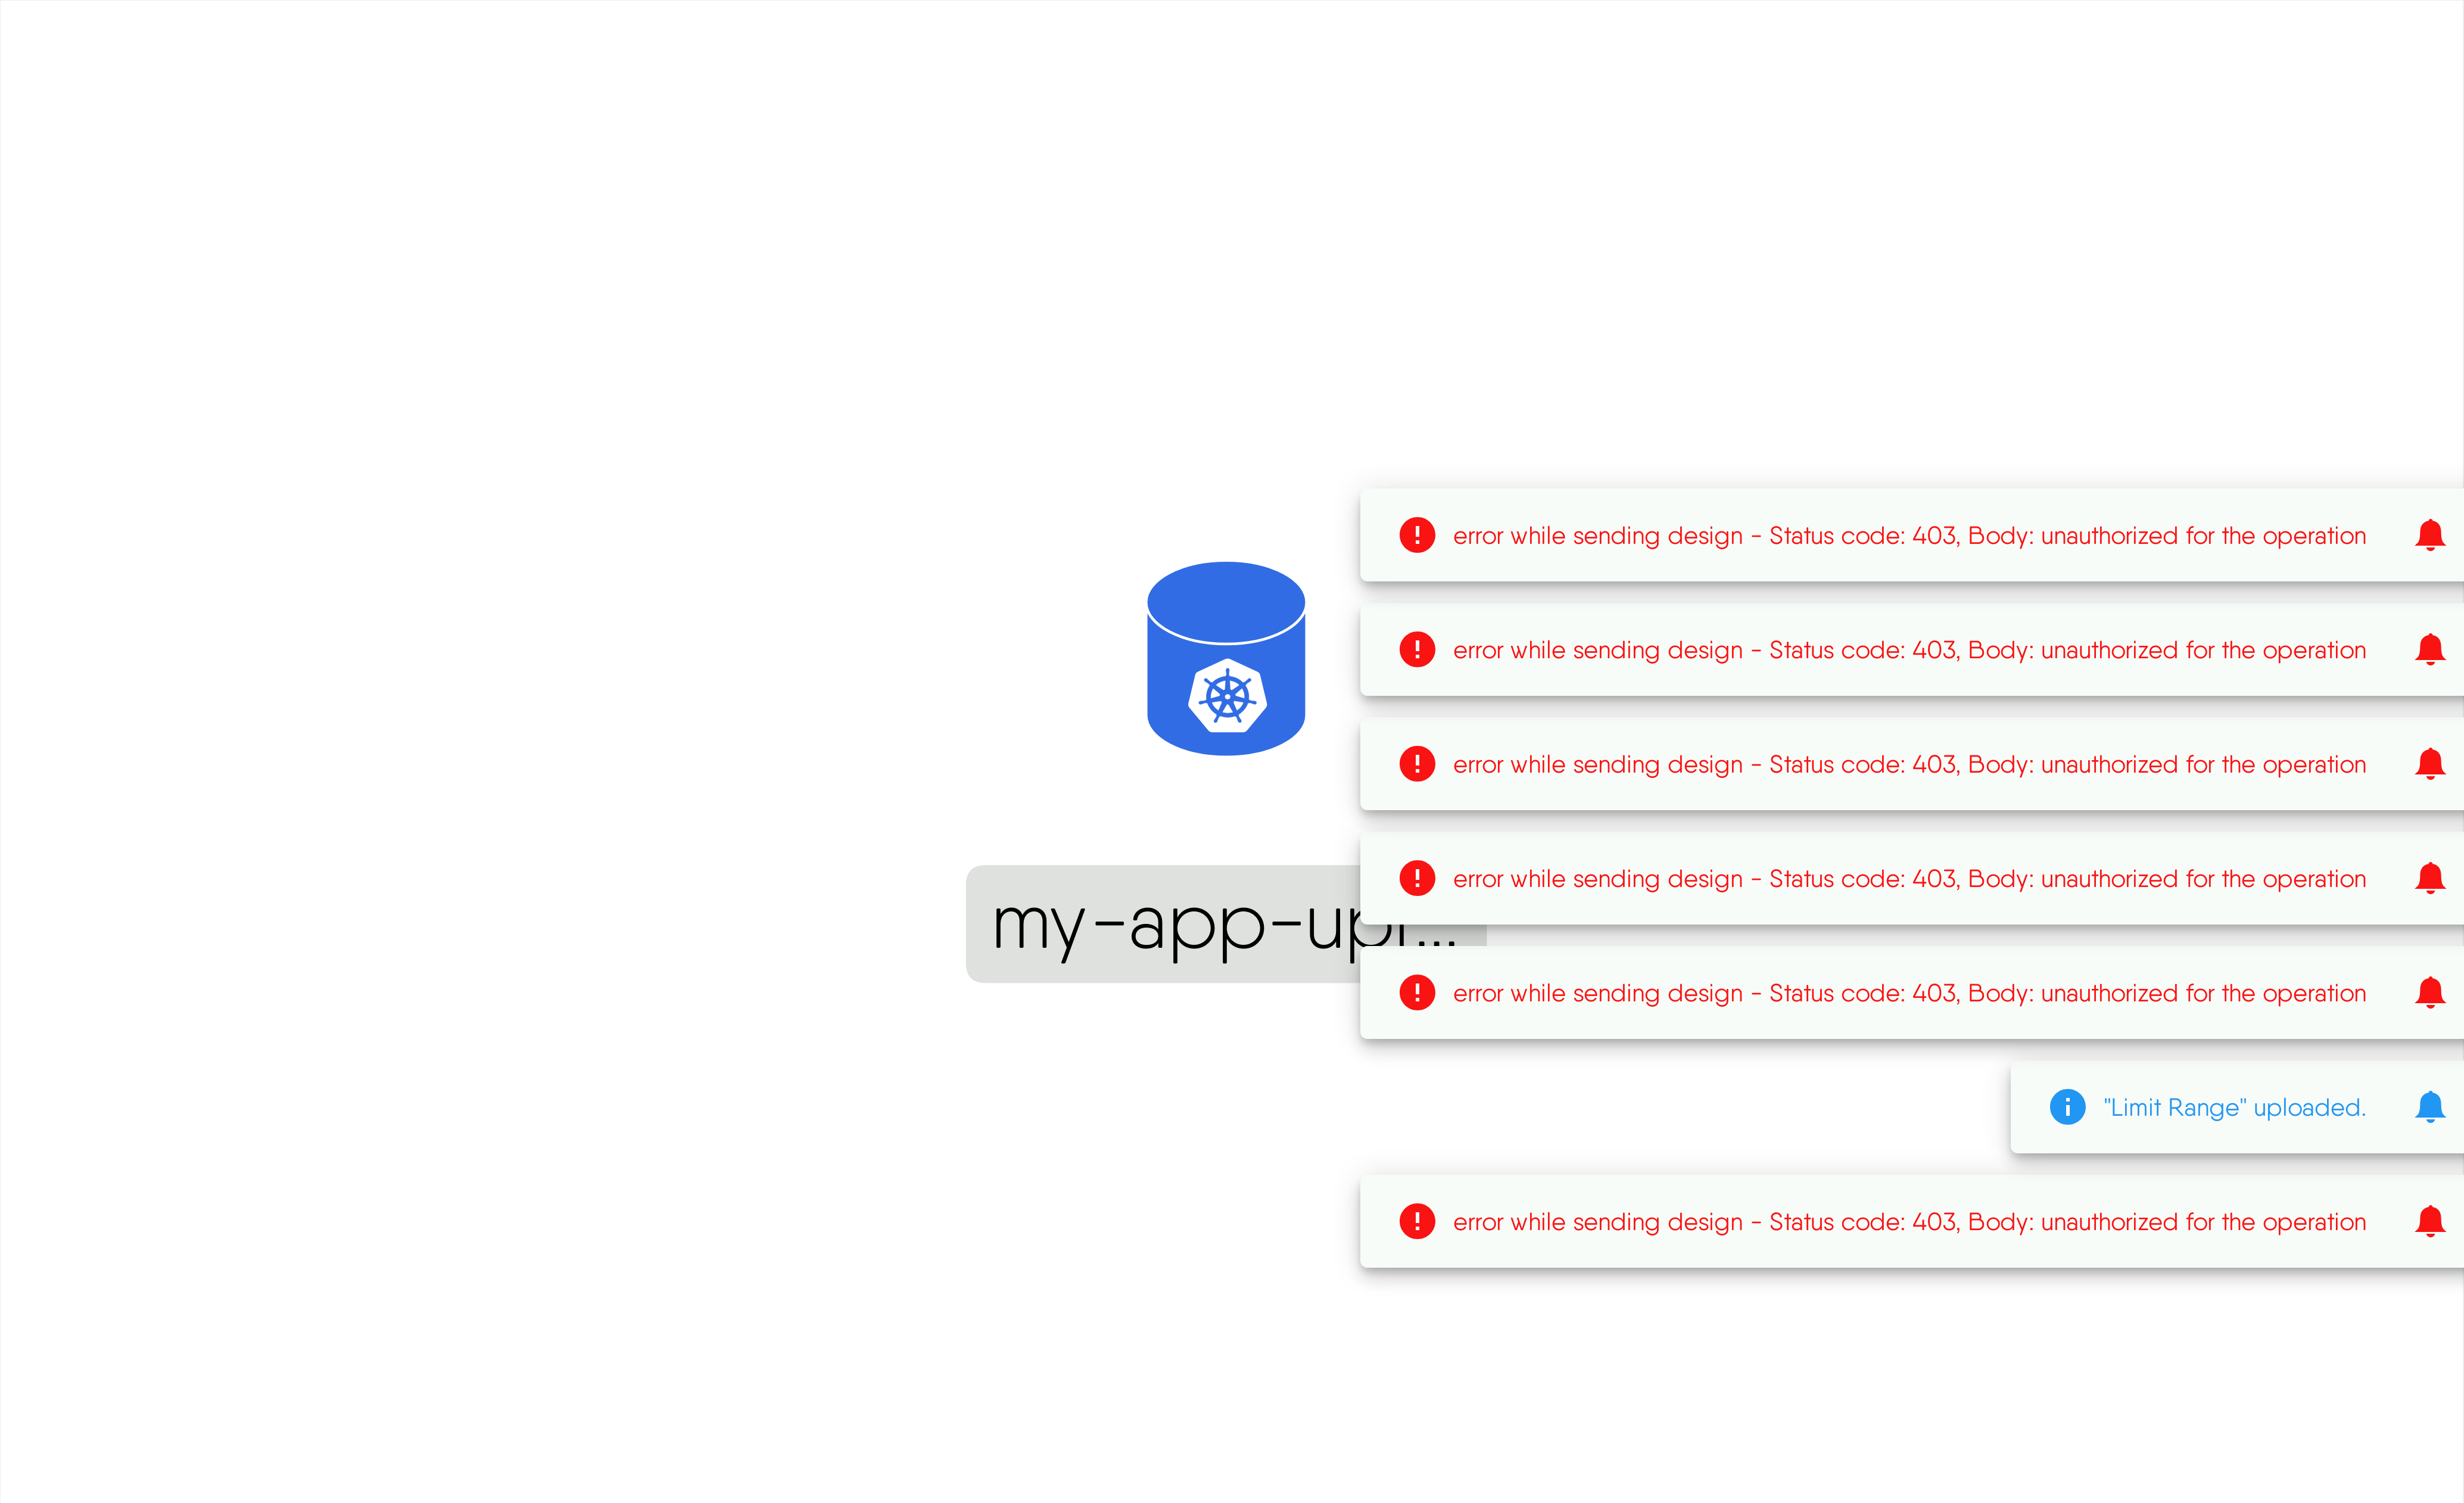 error while sending design - Status code: 403, Body: unauthorized for the operation
error while sending design - Status code: 403, Body: unauthorized for the operation
error while sending design - Status code: 403, Body: unauthorized for the operation
error while sending design - Status code: 403, Body: unauthorized for the operation
my-app-upr...
error while sending design - Status code: 403, Body: unauthorized for the operation
"Limit Range" uploaded.
error while sending design - Status code: 403, Body: unauthorized for the operation